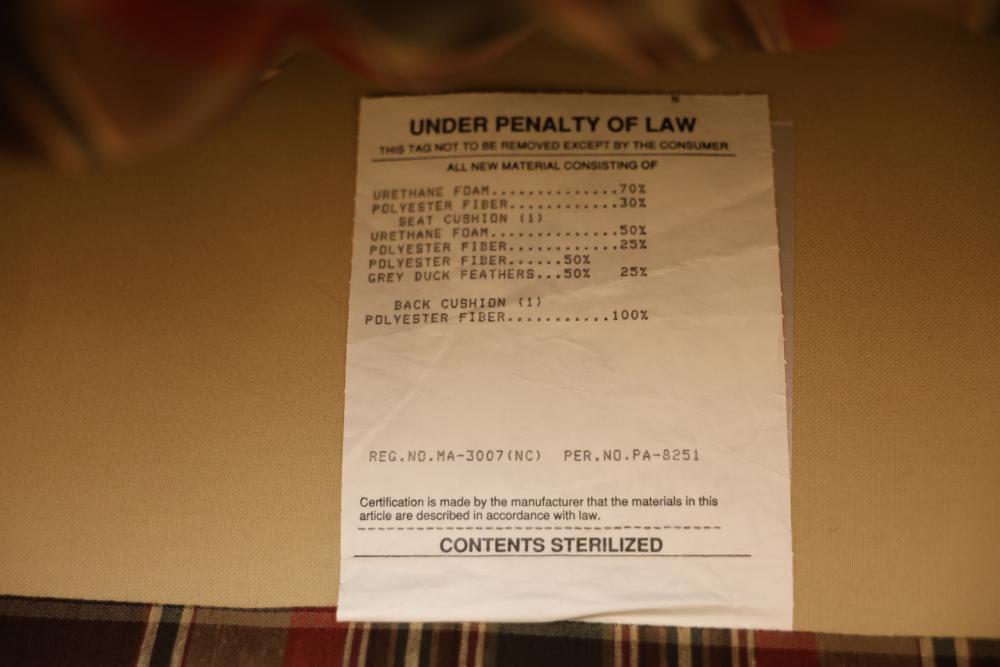 UNDER PENALTY OF LAW
THIS TAG NOT TO BE REMOVED EXCEPT BY THE CONSUMER
ALL NEW MATERIAL CONSISTING OF
URETHANE FOAM..............70%
POLYESTER FIBER............30%
SEAT CUSHION (1)
URETHANE FOAM..............50%
POLYESTER FIBER............25%
POLYESTER FIBER......50%
GREY DUCK FEATHERS...50% 25%
BACK CUSHION (1)
POLYESTER FIBER...........100%
REG.NO.MA-3007(NC) PER.NO.PA-8251
Certification is made by the manufacturer that the materials in this
article are described in accordance with law.
CONTENTS STERILIZED